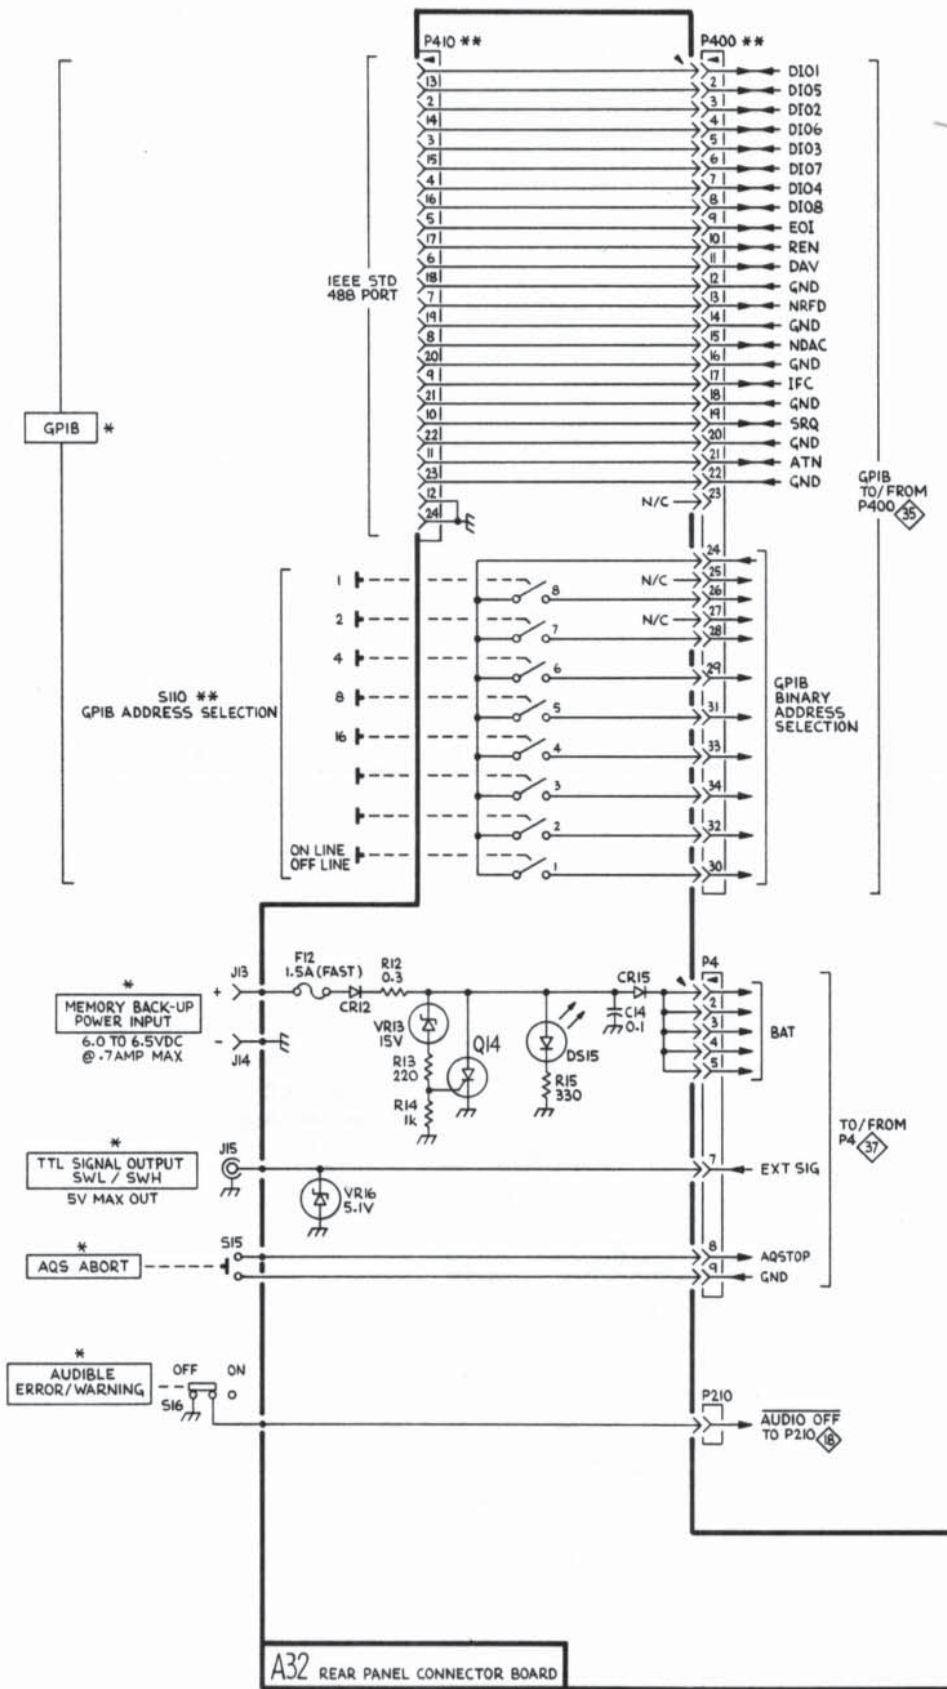 P410 ** P400 **
DIO1
13 2 DIO5
2 3 DIO2
14 4 DIO6
3 5 DIO3
15 6 DIO7
4 7 DIO4
16 8 DIO8
5 9 EOI
17 10 REN
6 11 DAV
18 12 GND
7 13 NRFD
19 14 GND
8 15 NDAC
20 16 GND
9 17 IFC
21 18 GND
10 19 SRQ
22 20 GND
11 21 ATN
23 22 GND
12 N/C 23
24
IEEE STD
488 PORT
GPIB *
GPIB
TO/FROM
P400 35
24
1 N/C 25
8 26
2 N/C 27
7 28
4
6 29
8
5 31
16
4 33
3 34
2 32
ON LINE
OFF LINE
1 30
S110 **
GPIB ADDRESS SELECTION
GPIB
BINARY
ADDRESS
SELECTION
*
MEMORY BACK-UP
POWER INPUT
6.0 TO 6.5VDC
@ .7AMP MAX
+ J13
- J14
F12
1.5A (FAST)
CR12
R12
0.3
VR13
15V
R13
220
R14
1k
Q14
DS15
R15
330
C14
0.1
CR15
P4
2
3
4
5
BAT
TO/FROM
P4 37
*
TTL SIGNAL OUTPUT
SWL / SWH
5V MAX OUT
J15
VR16
5.1V
7 EXT SIG
*
AQS ABORT
S15
8 AQSTOP
9 GND
*
AUDIBLE
ERROR/WARNING
OFF ON
S16
P210
AUDIO OFF
TO P210 18
A32 REAR PANEL CONNECTOR BOARD